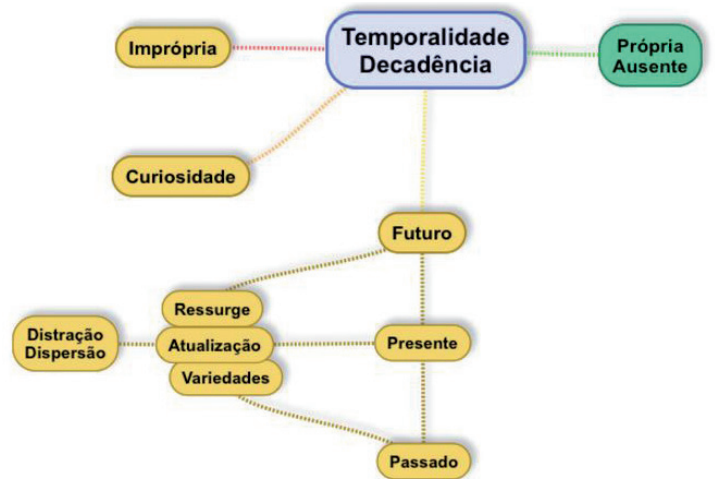 Temporalidade
Decadência
Imprópria
Própria
Ausente
Curiosidade
Futuro
Ressurge
Distração
Dispersão
Atualização
Presente
Variedades
Passado